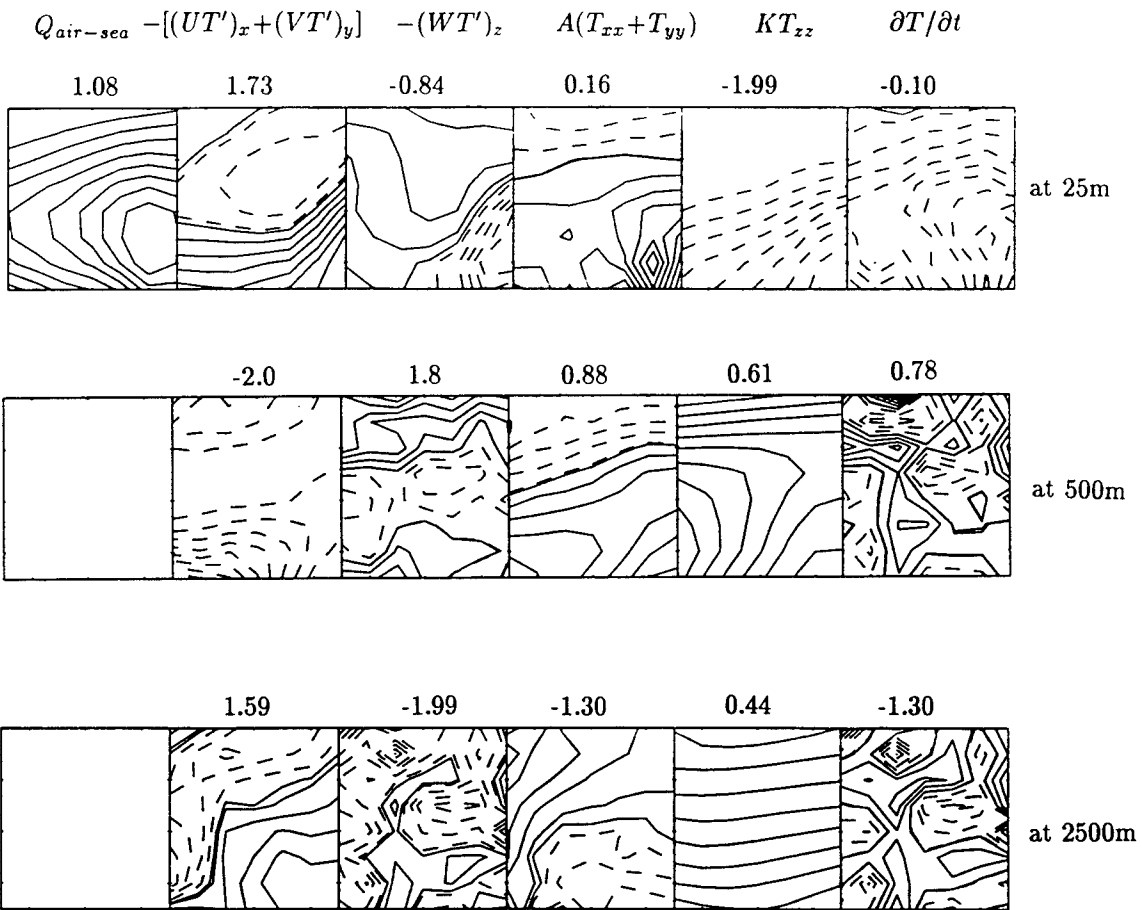 Q_{air-sea} −[(UT′)_x+(VT′)_y] −(WT′)_z A(T_{xx}+T_{yy}) KT_{zz} ∂T/∂t
1.08 1.73 -0.84 0.16 -1.99 -0.10
at 25m
-2.0 1.8 0.88 0.61 0.78
at 500m
1.59 -1.99 -1.30 0.44 -1.30
at 2500m